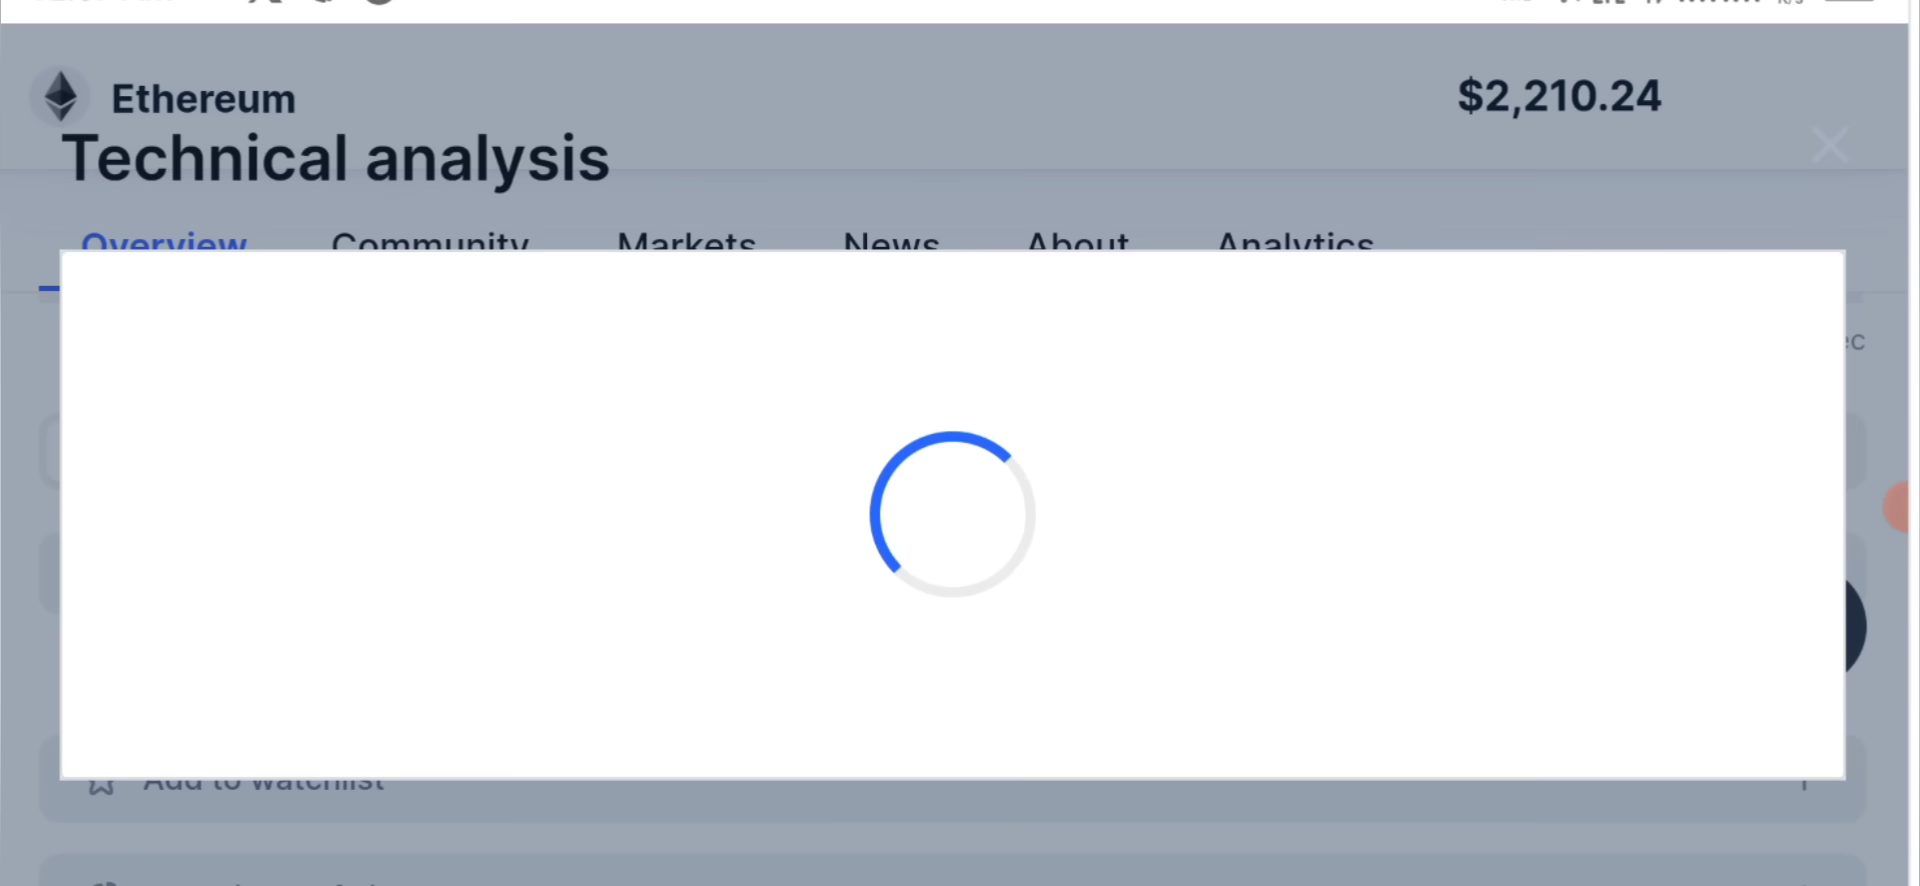 Ethereum
$2,210.24
Technical analysis
Overview Community Markets News About Analytics
Add to watchlist